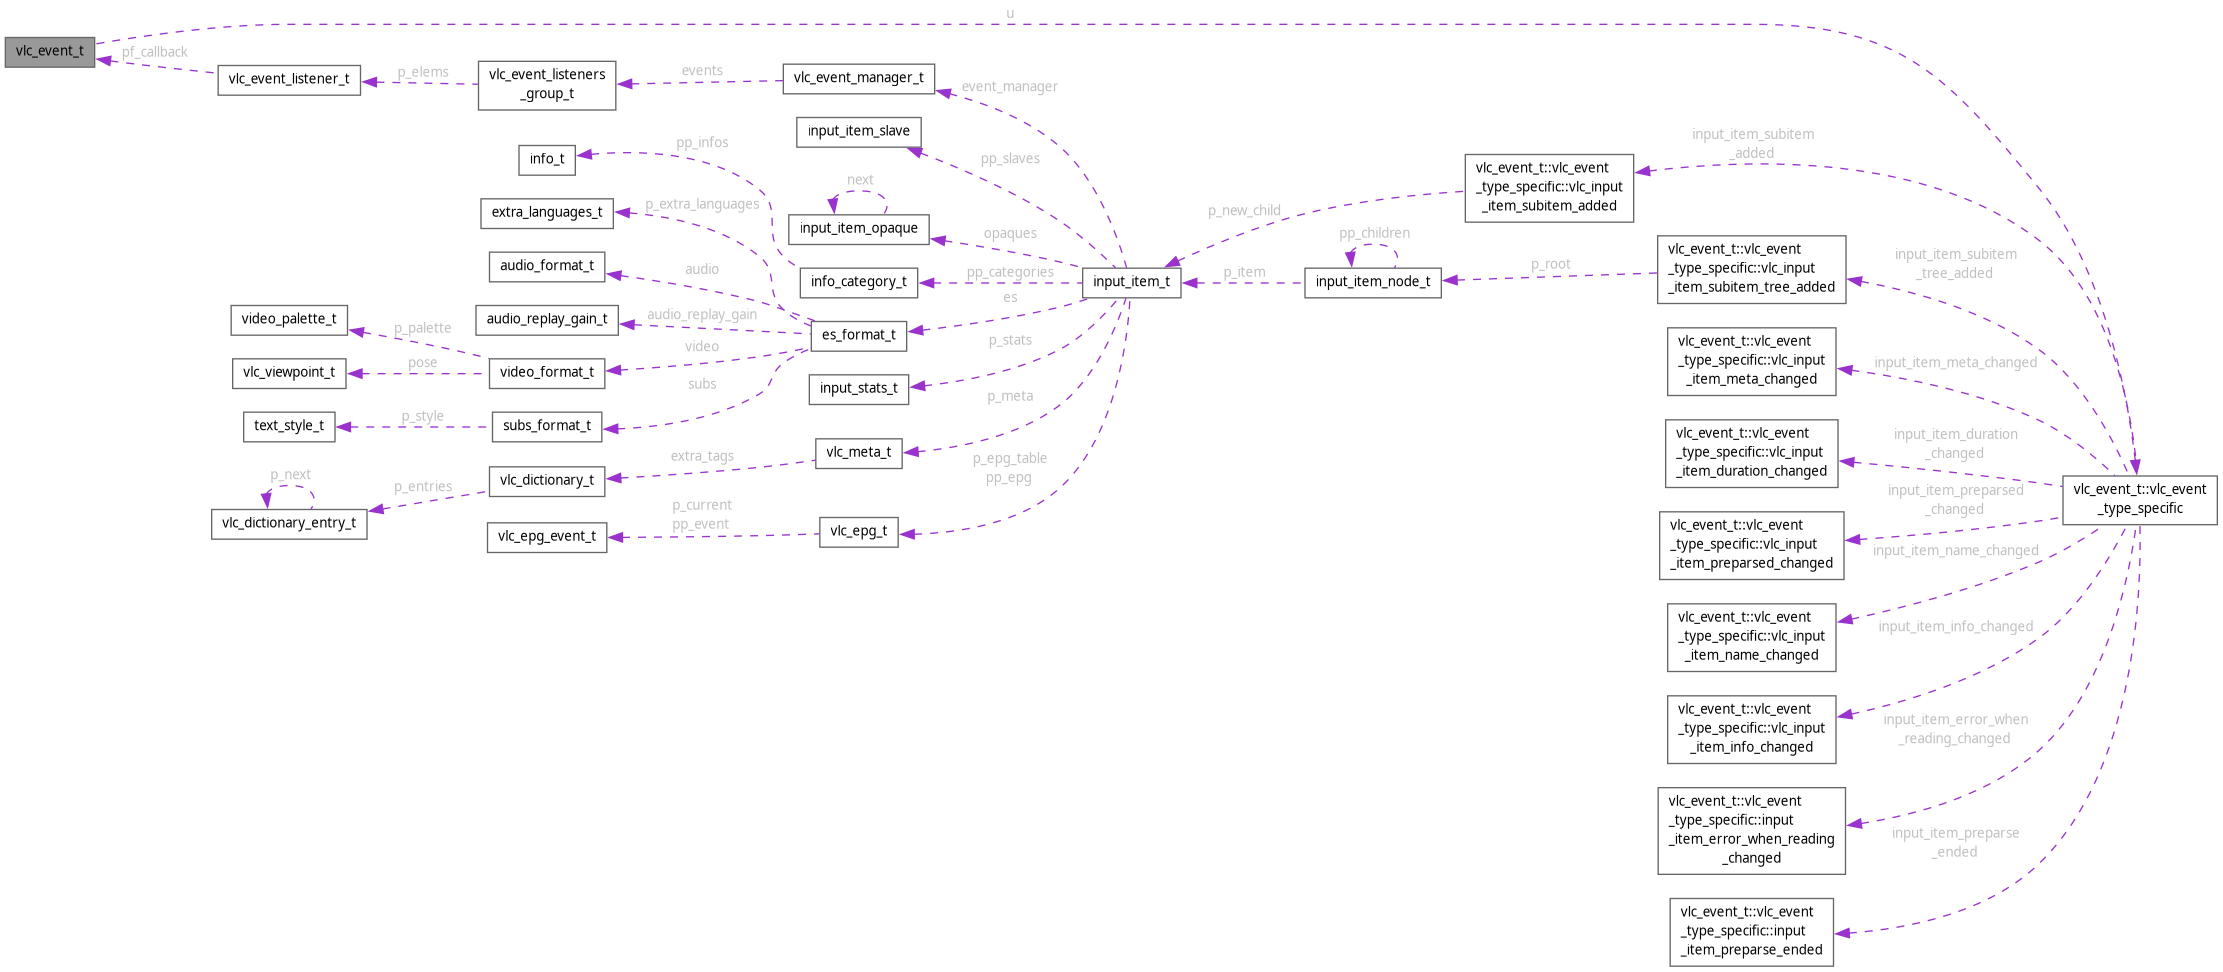 u
vlc_event_t
pf_callback
vlc_event_listener_t
p_elems
vlc_event_listeners
_group_t
events
vlc_event_manager_t
event_manager
input_item_slave
pp_slaves
info_t
pp_infos
next
input_item_opaque
opaques
extra_languages_t
p_extra_languages
audio_format_t
audio
info_category_t
pp_categories
input_item_t
es
audio_replay_gain_t
audio_replay_gain
es_format_t
video_palette_t
p_palette
video
vlc_viewpoint_t
pose
video_format_t
subs
p_stats
input_stats_t
text_style_t
p_style
subs_format_t
p_meta
vlc_meta_t
extra_tags
vlc_dictionary_t
p_next
p_entries
vlc_dictionary_entry_t
p_epg_table
pp_epg
p_current
pp_event
vlc_epg_event_t
vlc_epg_t
p_new_child
pp_children
p_item
input_item_node_t
p_root
input_item_subitem
_added
vlc_event_t::vlc_event
_type_specific::vlc_input
_item_subitem_added
vlc_event_t::vlc_event
_type_specific::vlc_input
_item_subitem_tree_added
input_item_subitem
_tree_added
vlc_event_t::vlc_event
_type_specific::vlc_input
_item_meta_changed
input_item_meta_changed
vlc_event_t::vlc_event
_type_specific::vlc_input
_item_duration_changed
input_item_duration
_changed
vlc_event_t::vlc_event
_type_specific
vlc_event_t::vlc_event
_type_specific::vlc_input
_item_preparsed_changed
input_item_preparsed
_changed
vlc_event_t::vlc_event
_type_specific::vlc_input
_item_name_changed
input_item_name_changed
vlc_event_t::vlc_event
_type_specific::vlc_input
_item_info_changed
input_item_info_changed
vlc_event_t::vlc_event
_type_specific::input
_item_error_when_reading
_changed
input_item_error_when
_reading_changed
vlc_event_t::vlc_event
_type_specific::input
_item_preparse_ended
input_item_preparse
_ended